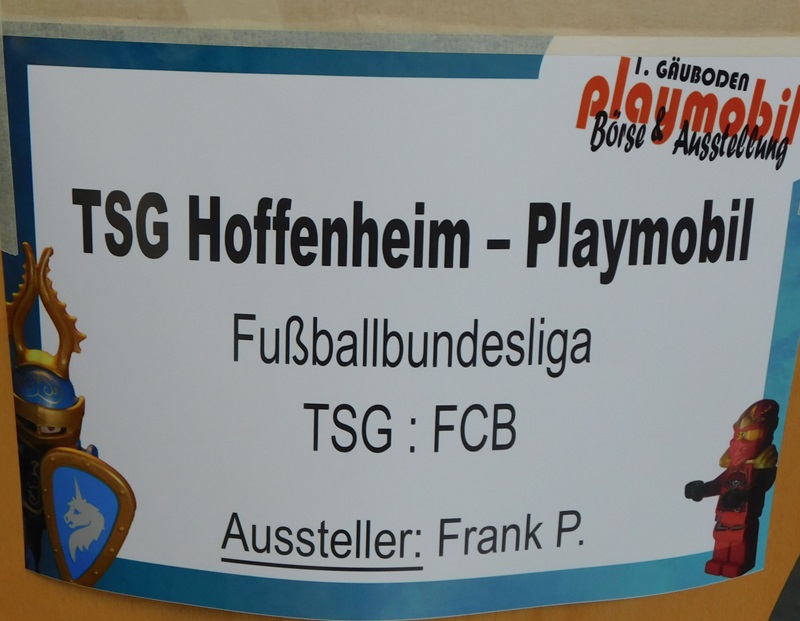 1. GÄUBODEN
playmobil
Börse & Ausstellung
TSG Hoffenheim – Playmobil
Fußballbundesliga
TSG : FCB
Aussteller: Frank P.